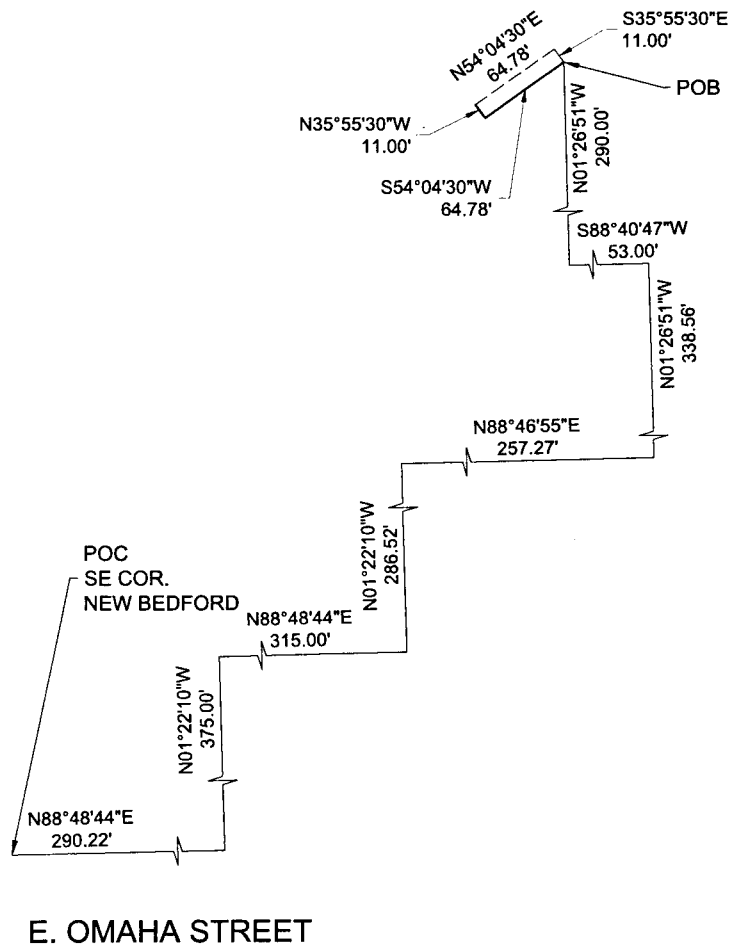 N54°04'30"E
64.78'
S35°55'30"E
11.00'
POB
N35°55'30"W
11.00'
S54°04'30"W
64.78'
N01°26'51"W
290.00'
S88°40'47"W
53.00'
N01°26'51"W
338.56'
N88°46'55"E
257.27'
N01°22'10"W
286.52'
POC
SE COR.
NEW BEDFORD
N88°48'44"E
315.00'
N01°22'10"W
375.00'
N88°48'44"E
290.22'
E. OMAHA STREET